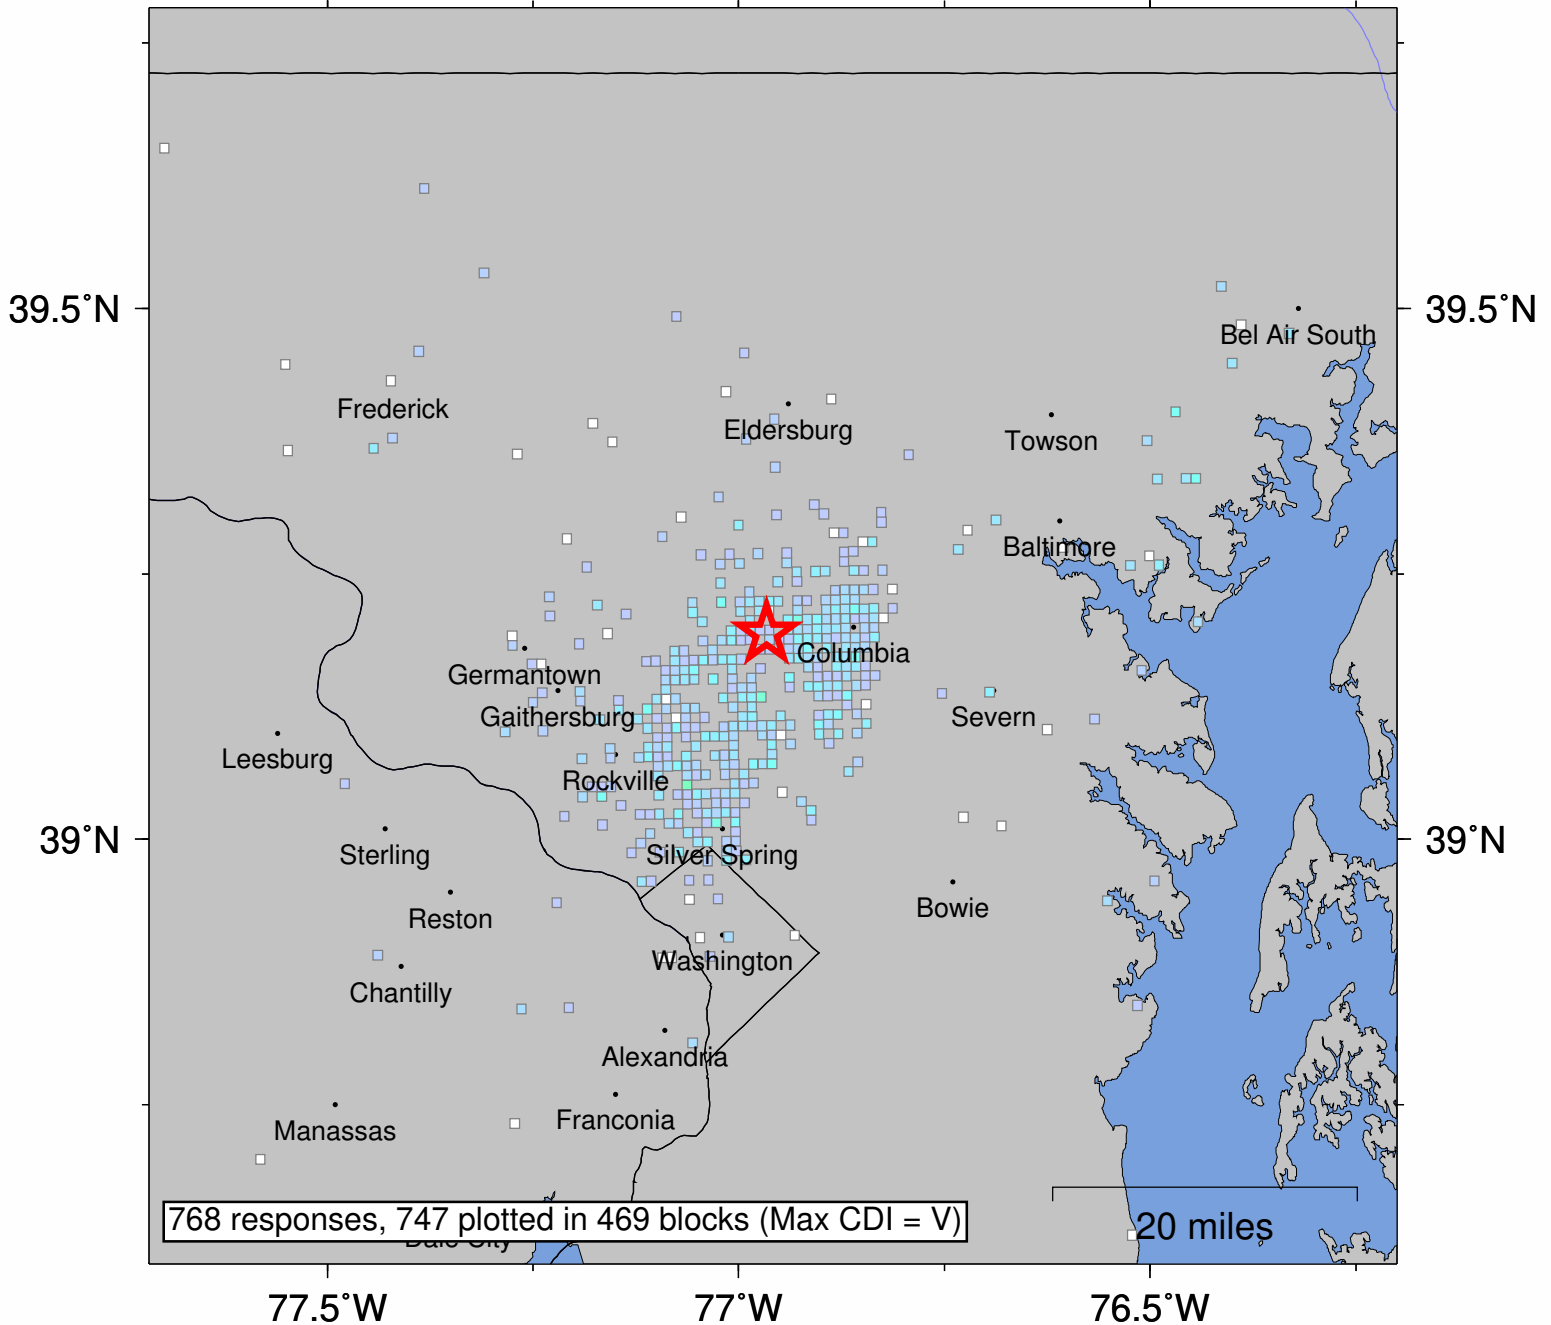 39.5°N
39.5°N
Bel Air South
Frederick
Eldersburg
Towson
Baltimore
Columbia
Germantown
Gaithersburg
Severn
Leesburg
Rockville
39°N
39°N
Sterling
Silver Spring
Reston
Bowie
Washington
Chantilly
Alexandria
Franconia
Manassas
768 responses, 747 plotted in 469 blocks (Max CDI = V)
20 miles
Dale City
77.5°W
77°W
76.5°W